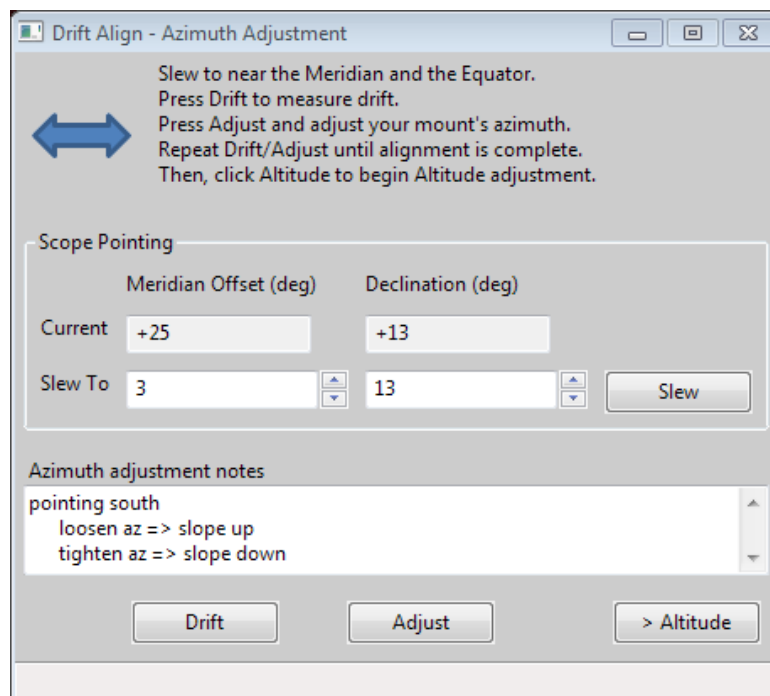 Drift Align - Azimuth Adjustment
Slew to near the Meridian and the Equator.
Press Drift to measure drift.
Press Adjust and adjust your mount's azimuth.
Repeat Drift/Adjust until alignment is complete.
Then, click Altitude to begin Altitude adjustment.
Scope Pointing
Meridian Offset (deg) Declination (deg)
Current +25 +13
Slew To 3 13 Slew
Azimuth adjustment notes
pointing south
loosen az => slope up
tighten az => slope down
Drift Adjust > Altitude